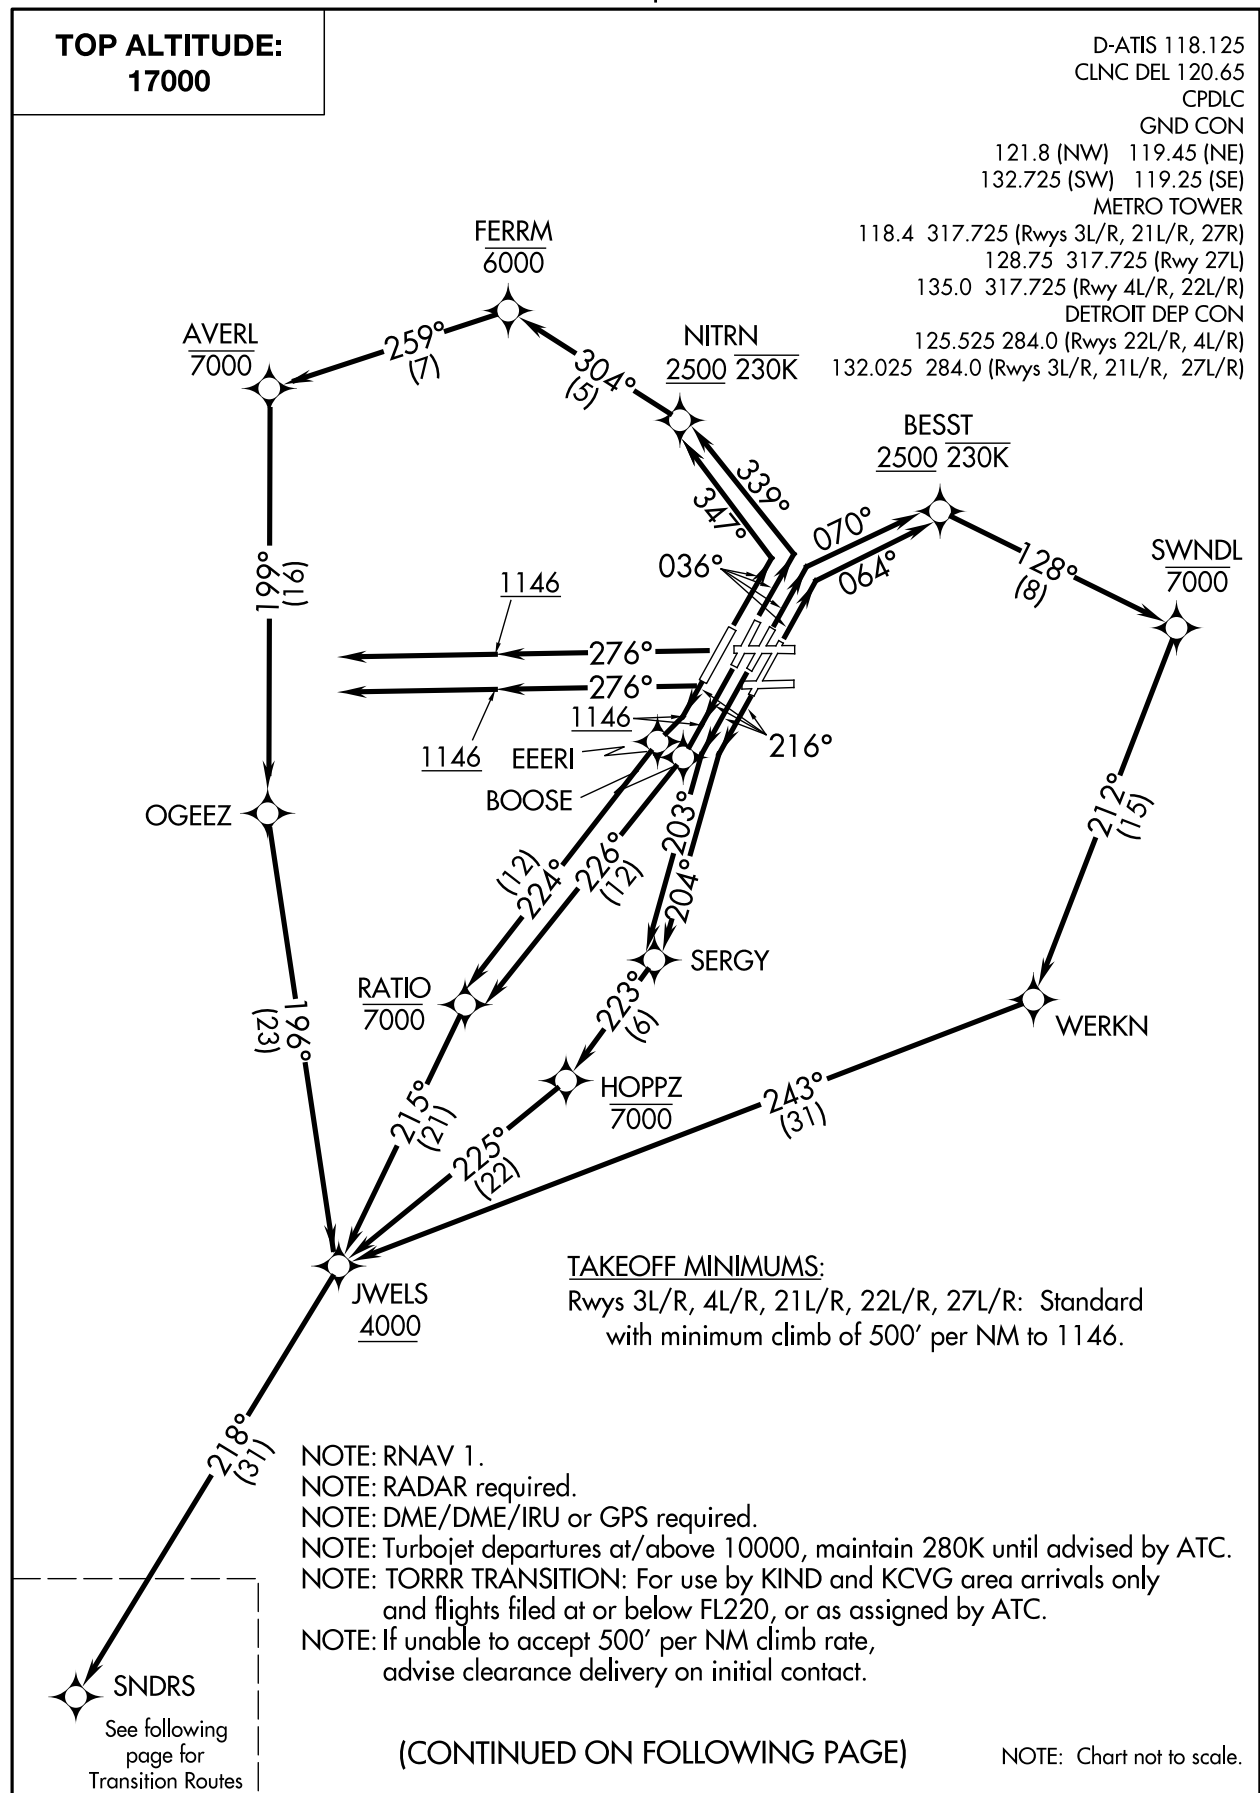 TOP ALTITUDE:
17000
D-ATIS 118.125
CLNC DEL 120.65
CPDLC
GND CON
121.8 (NW) 119.45 (NE)
132.725 (SW) 119.25 (SE)
METRO TOWER
118.4 317.725 (Rwys 3L/R, 21L/R, 27R)
128.75 317.725 (Rwy 27L)
135.0 317.725 (Rwy 4L/R, 22L/R)
DETROIT DEP CON
125.525 284.0 (Rwys 22L/R, 4L/R)
132.025 284.0 (Rwys 3L/R, 21L/R, 27L/R)
FERRM
6000
AVERL
7000
259°
(7)
304°
(5)
NITRN
2500 230K
BESST
2500 230K
339°
347°
070°
064°
036°
128°
(8)
SWNDL
7000
199°
(16)
1146
276°
276°
1146
1146
216°
EEERI
BOOSE
OGEEZ
203°
204°
212°
(15)
(12)
224°
226°
(12)
SERGY
RATIO
7000
223°
(6)
WERKN
196°
(23)
HOPPZ
7000
243°
(31)
215°
(21)
225°
(22)
JWELS
4000
TAKEOFF MINIMUMS:
Rwys 3L/R, 4L/R, 21L/R, 22L/R, 27L/R: Standard
with minimum climb of 500' per NM to 1146.
218°
(31)
NOTE: RNAV 1.
NOTE: RADAR required.
NOTE: DME/DME/IRU or GPS required.
NOTE: Turbojet departures at/above 10000, maintain 280K until advised by ATC.
NOTE: TORRR TRANSITION: For use by KIND and KCVG area arrivals only
and flights filed at or below FL220, or as assigned by ATC.
NOTE: If unable to accept 500' per NM climb rate,
advise clearance delivery on initial contact.
SNDRS
See following
page for
Transition Routes
(CONTINUED ON FOLLOWING PAGE)
NOTE: Chart not to scale.